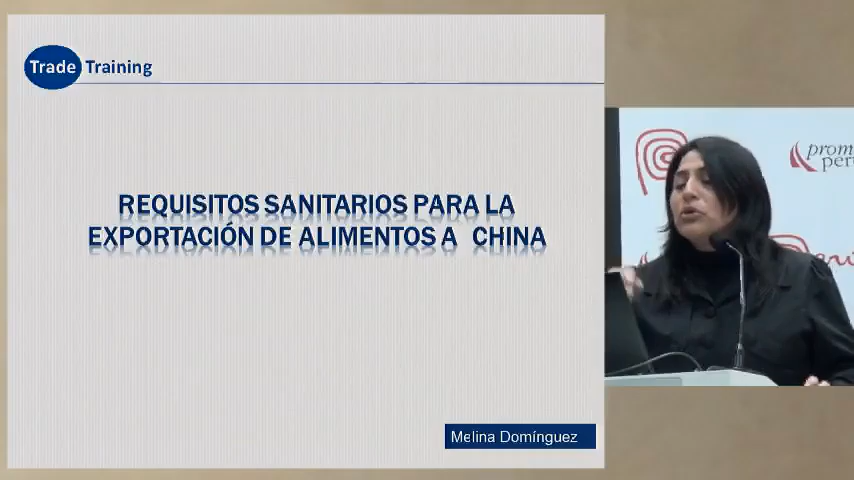 Trade Training
REQUISITOS SANITARIOS PARA LA
EXPORTACIÓN DE ALIMENTOS A CHINA
Melina Domínguez